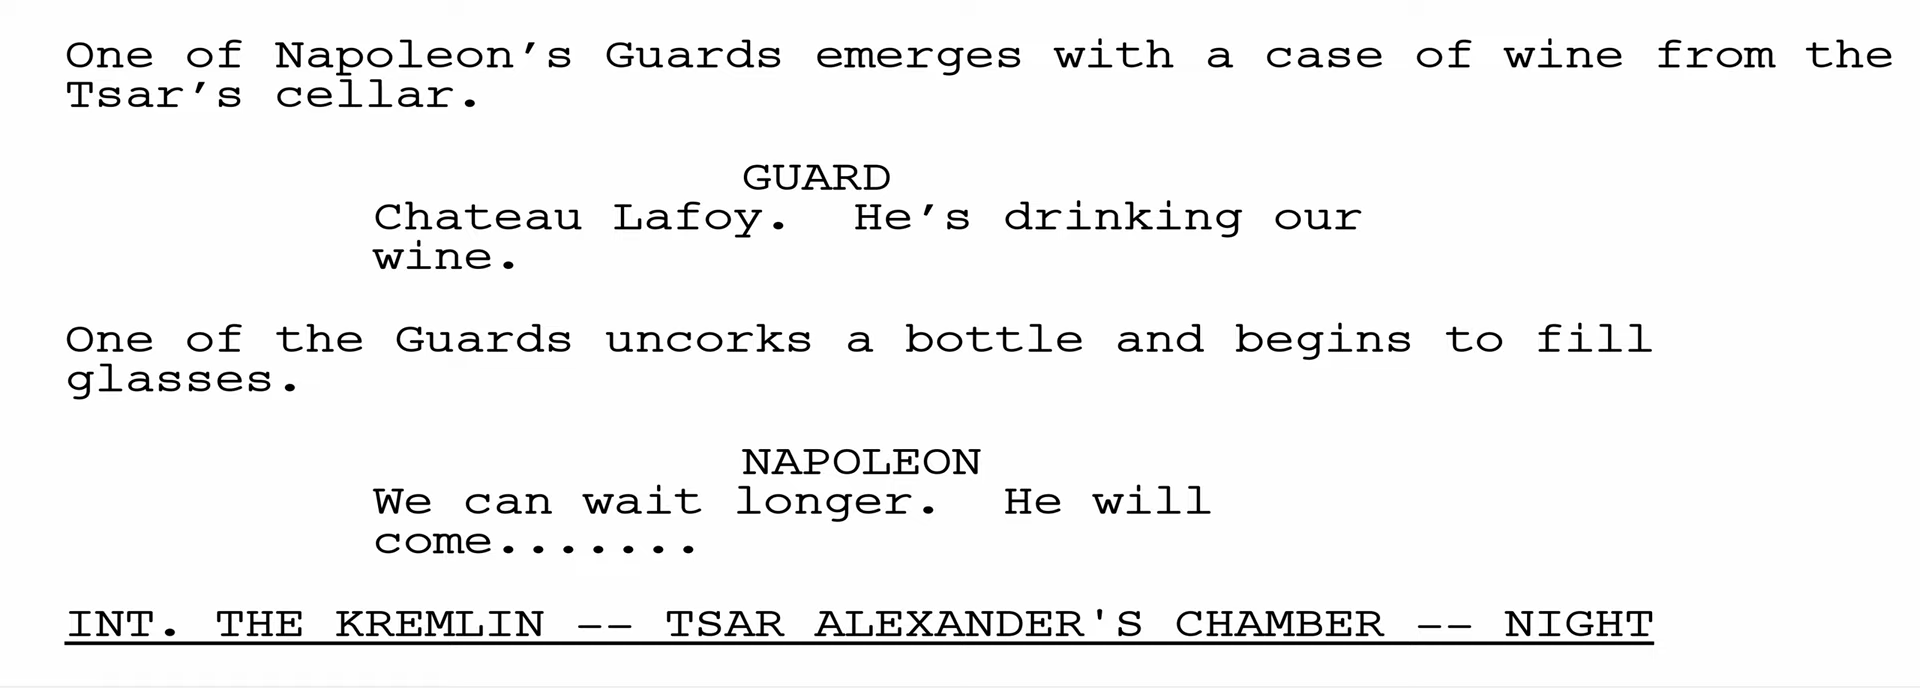 One of Napoleon’s Guards emerges with a case of wine from the
Tsar’s cellar.
GUARD
Chateau Lafoy.  He’s drinking our
wine.
One of the Guards uncorks a bottle and begins to fill
glasses.
NAPOLEON
We can wait longer.  He will
come.......
INT. THE KREMLIN -- TSAR ALEXANDER'S CHAMBER -- NIGHT